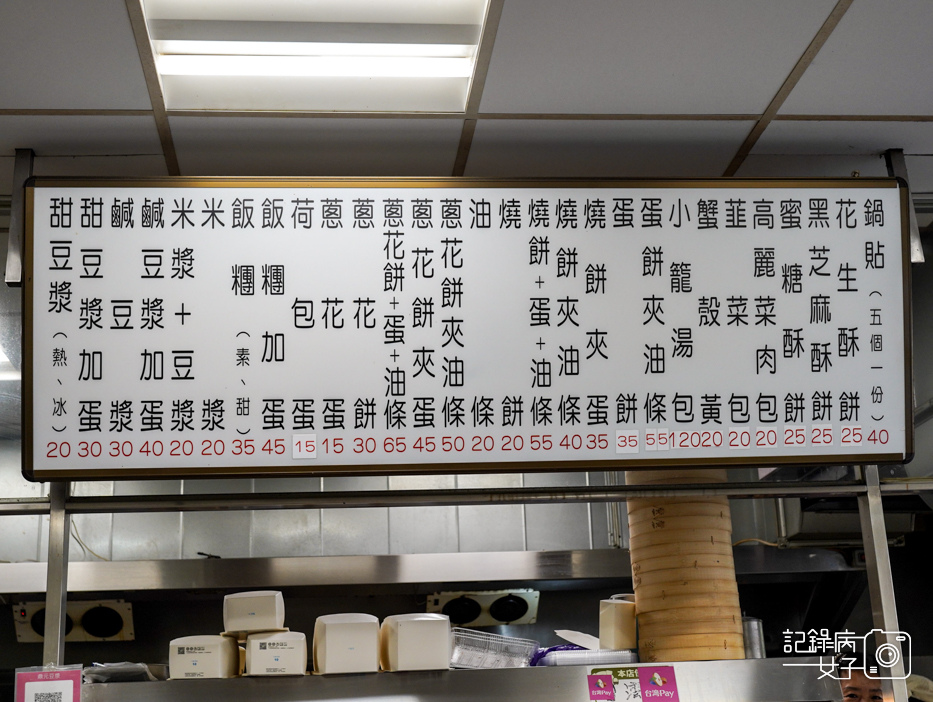 甜豆漿(熱、冰) 20
甜豆漿加蛋 30
鹹豆漿 30
鹹豆漿加蛋 40
米漿+豆漿 20
米漿 20
飯糰(素、甜) 35
飯糰加蛋 45
荷包蛋 15
蔥花蛋 15
蔥花餅 30
蔥花餅+蛋+油條 65
蔥花餅夾蛋 45
蔥花餅夾油條 50
油條 20
燒餅 20
燒餅+蛋+油條 55
燒餅夾油條 40
燒餅夾蛋 35
蛋餅 35
蛋餅夾油條 55
小籠湯包 120
蟹殼黃 20
韮菜包 20
高麗菜肉包 20
蜜糖酥餅 25
黑芝麻酥餅 25
花生酥餅 25
鍋貼(五個一份) 40
本店
台灣Pay
台灣Pay
記錄病
女子